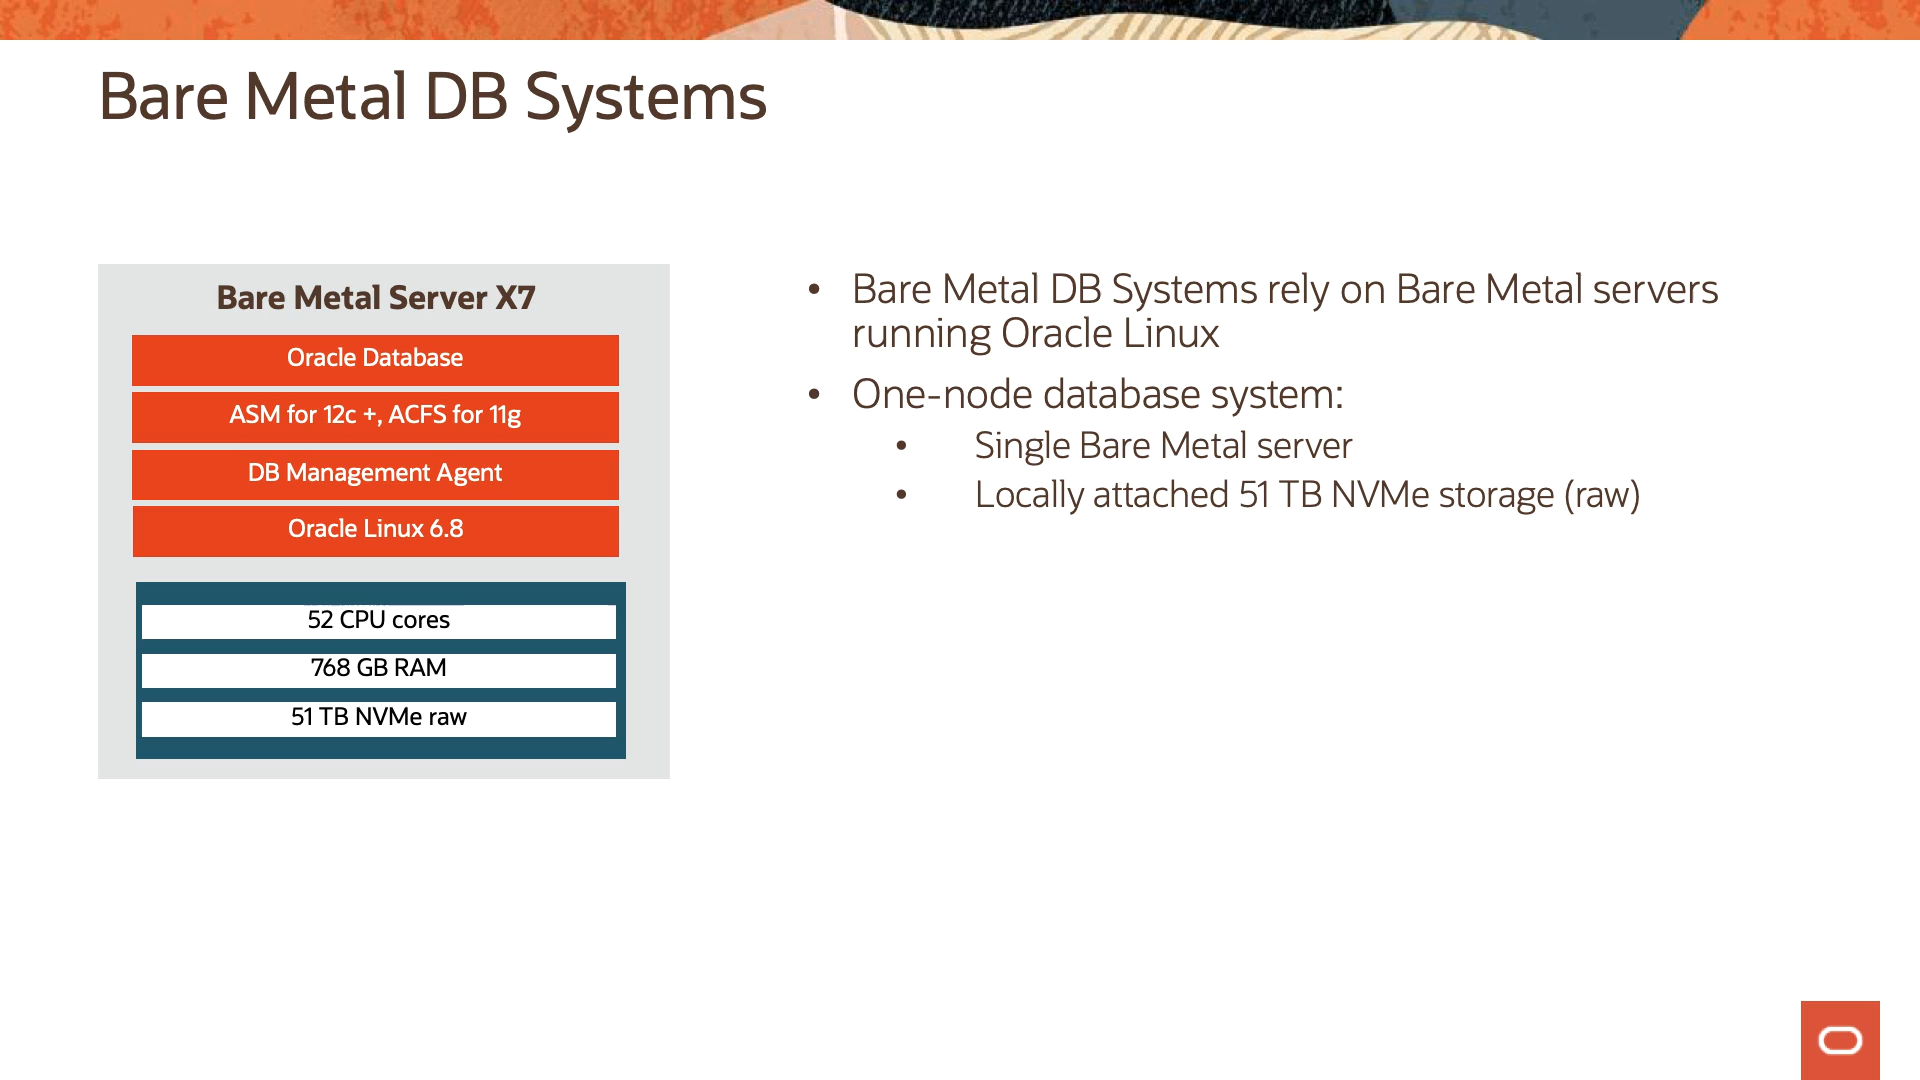 Bare Metal DB Systems
Bare Metal Server X7
Oracle Database
ASM for 12c +, ACFS for 11g
DB Management Agent
Oracle Linux 6.8
52 CPU cores
768 GB RAM
51 TB NVMe raw
• Bare Metal DB Systems rely on Bare Metal servers
running Oracle Linux
• One-node database system:
• Single Bare Metal server
• Locally attached 51 TB NVMe storage (raw)